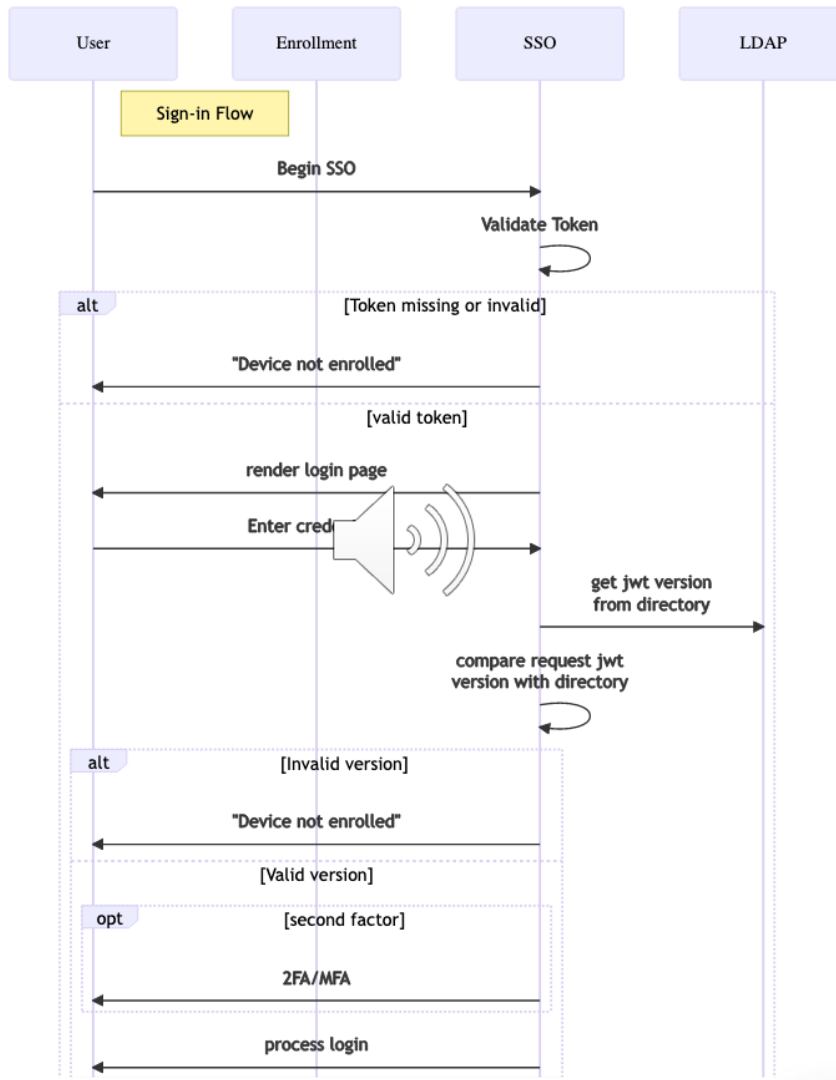 User
Enrollment
SSO
LDAP
Sign-in Flow
Begin SSO
Validate Token
alt
[Token missing or invalid]
"Device not enrolled"
[valid token]
render login page
Enter
get jwt version
from directory
compare request jwt
version with directory
alt
[Invalid version]
"Device not enrolled"
[Valid version]
opt
[second factor]
2FA/MFA
process login